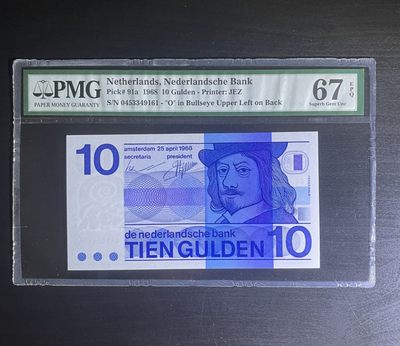 PMG
PAPER MONEY GUARANTY
Netherlands, Nederlandsche Bank
Pick# 91a 1968 10 Gulden - Printer: JEZ
S/N 0453349161 - "O" in Bullseye Upper Left on Back
67 EPQ
Superb Gem Unc
10
amsterdam 25 april 1968
secretaris president
de nederlandsche bank
TIEN GULDEN
10